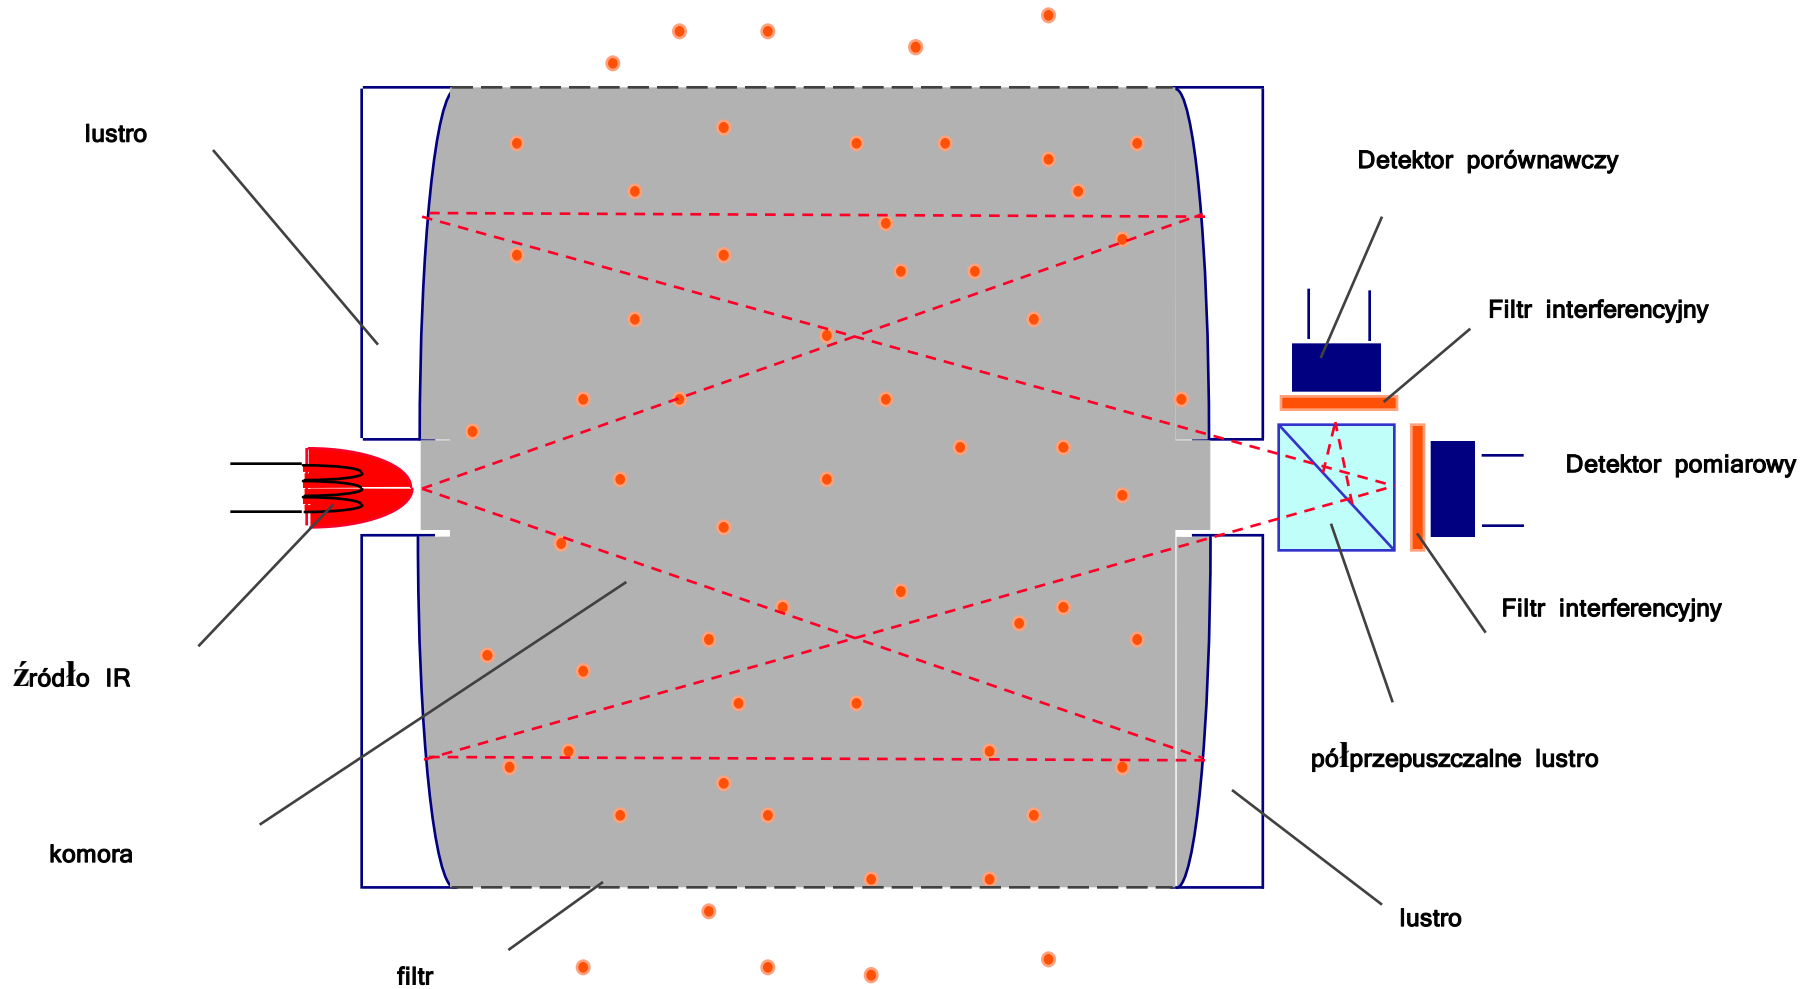 lustro
Detektor porównawczy
Filtr interferencyjny
Detektor pomiarowy
Filtr interferencyjny
Źródło IR
półprzepuszczalne lustro
komora
lustro
filtr